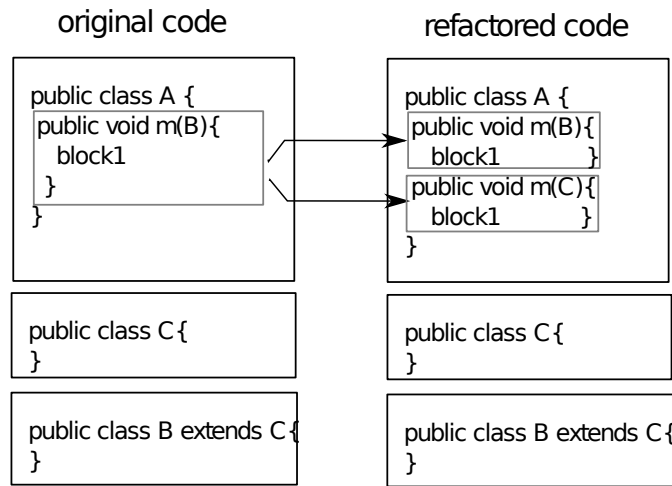 original code
public class A {
public void m(B){
block1
}
}
public class C{
}
public class B extends C{
}
refactored code
public class A {
public void m(B){
block1 }
public void m(C){
block1 }
}
public class C{
}
public class B extends C{
}